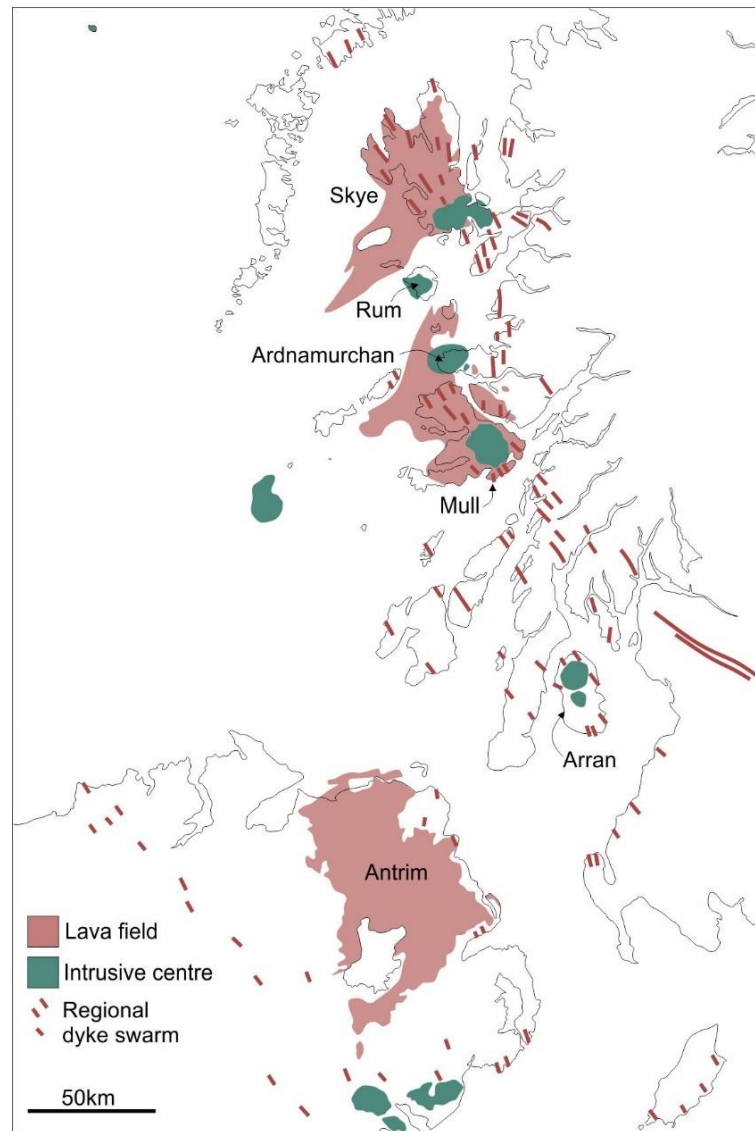 Skye
Rum
Ardnamurchan
Mull
Arran
Antrim
Lava field
Intrusive centre
Regional
dyke swarm
50km